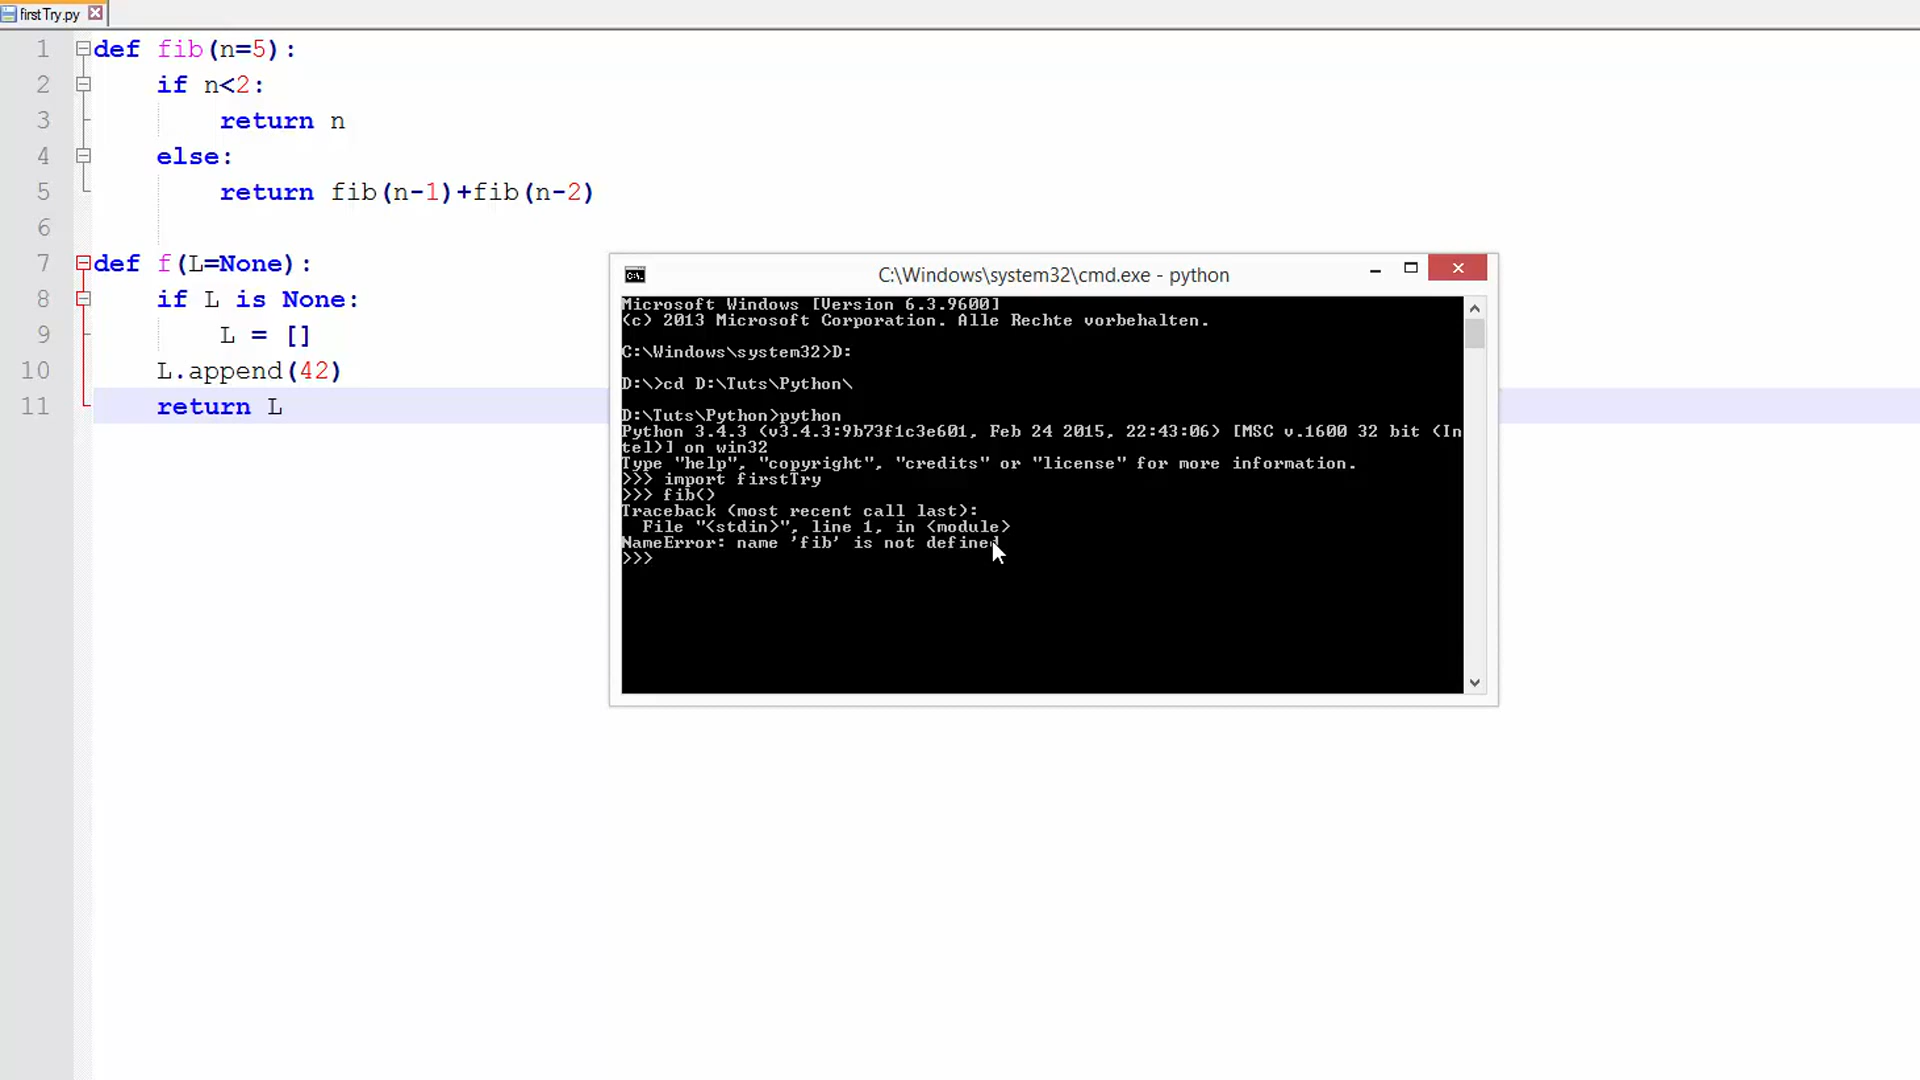 firstTry.py
1 def fib(n=5):
2 if n<2:
3 return n
4 else:
5 return fib(n-1)+fib(n-2)
6
7 def f(L=None):
8 if L is None:
9 L = []
10 L.append(42)
11 return L
C:\Windows\system32\cmd.exe - python
Microsoft Windows [Version 6.3.9600]
(c) 2013 Microsoft Corporation. Alle Rechte vorbehalten.
C:\Windows\system32>D:
D:\>cd D:\Tuts\Python\
D:\Tuts\Python>python
Python 3.4.3 (v3.4.3:9b73f1c3e601, Feb 24 2015, 22:43:06) [MSC v.1600 32 bit (In
tel)] on win32
Type "help", "copyright", "credits" or "license" for more information.
>>> import firstTry
>>> fib()
Traceback (most recent call last):
File "<stdin>", line 1, in <module>
NameError: name 'fib' is not defined
>>>